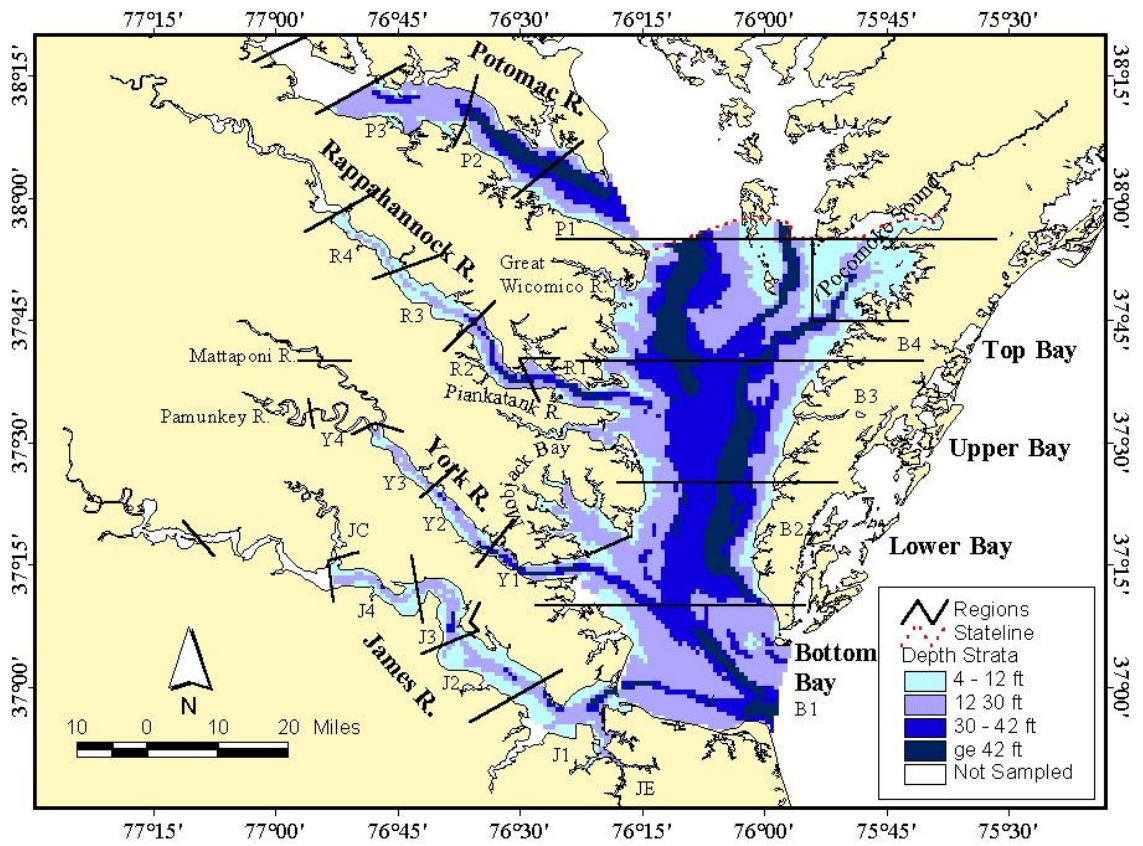 77°15' 77°00' 76°45' 76°30' 76°15' 76°00' 75°45' 75°30'
38°15'
38°00'
37°45'
37°30'
37°15'
37°00'
38°15'
38°00'
37°45'
37°30'
37°15'
37°00'
Potomac R.
P3
P2
P1
Rappahannock R.
R4
R3
R2
R1
Great
Wicomico R.
Pocomoke Sound
Piankatank R.
Mattaponi R.
Pamunkey R.
Y4
York R.
Y3
Y2
Y1
Mobjack Bay
JC
J4
J3
J2
J1
JE
James R.
B4
Top Bay
B3
Upper Bay
B2
Lower Bay
Bottom
Bay
B1
N
10 0 10 20 Miles
Regions
Stateline
Depth Strata
4 - 12 ft
12 30 ft
30 - 42 ft
ge 42 ft
Not Sampled
77°15' 77°00' 76°45' 76°30' 76°15' 76°00' 75°45' 75°30'